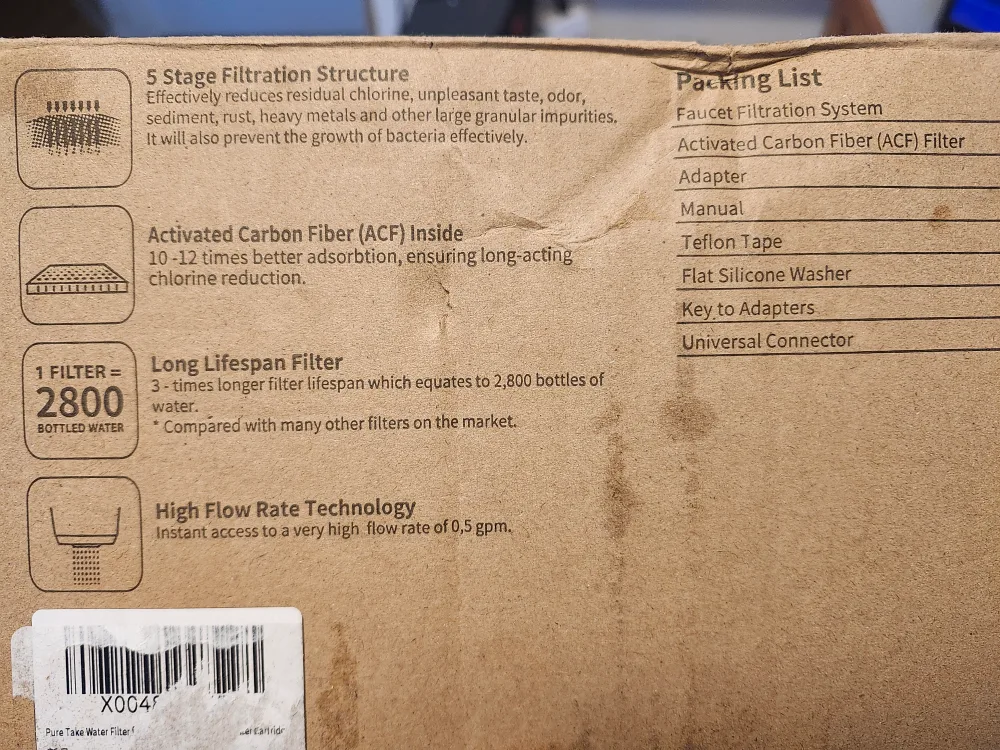 5 Stage Filtration Structure
Effectively reduces residual chlorine, unpleasant taste, odor,
sediment, rust, heavy metals and other large granular impurities.
It will also prevent the growth of bacteria effectively.
Activated Carbon Fiber (ACF) Inside
10 -12 times better adsorbtion, ensuring long-acting
chlorine reduction.
1 FILTER =
2800
BOTTLED WATER
Long Lifespan Filter
3 - times longer filter lifespan which equates to 2,800 bottles of
water.
* Compared with many other filters on the market.
High Flow Rate Technology
Instant access to a very high flow rate of 0,5 gpm.
Packing List
Faucet Filtration System
Activated Carbon Fiber (ACF) Filter
Adapter
Manual
Teflon Tape
Flat Silicone Washer
Key to Adapters
Universal Connector
X004
Pure Take Water Filter